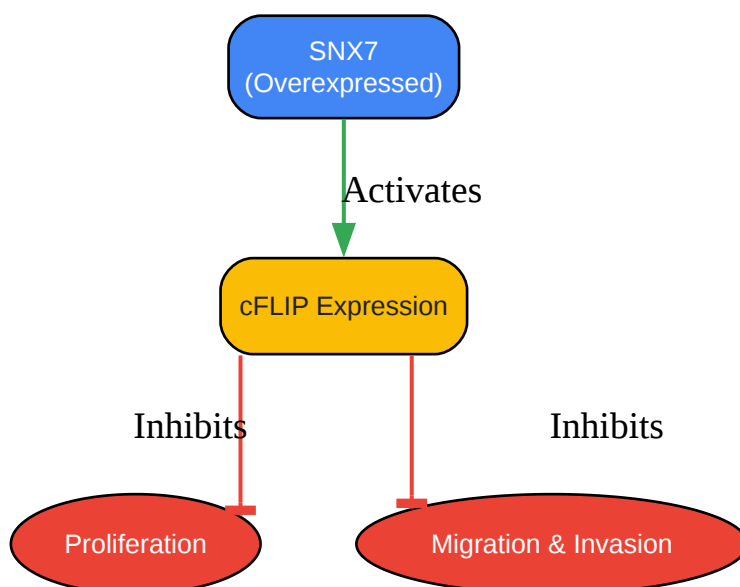 SNX7
(Overexpressed)
Activates
cFLIP Expression
Inhibits
Inhibits
Proliferation
Migration & Invasion